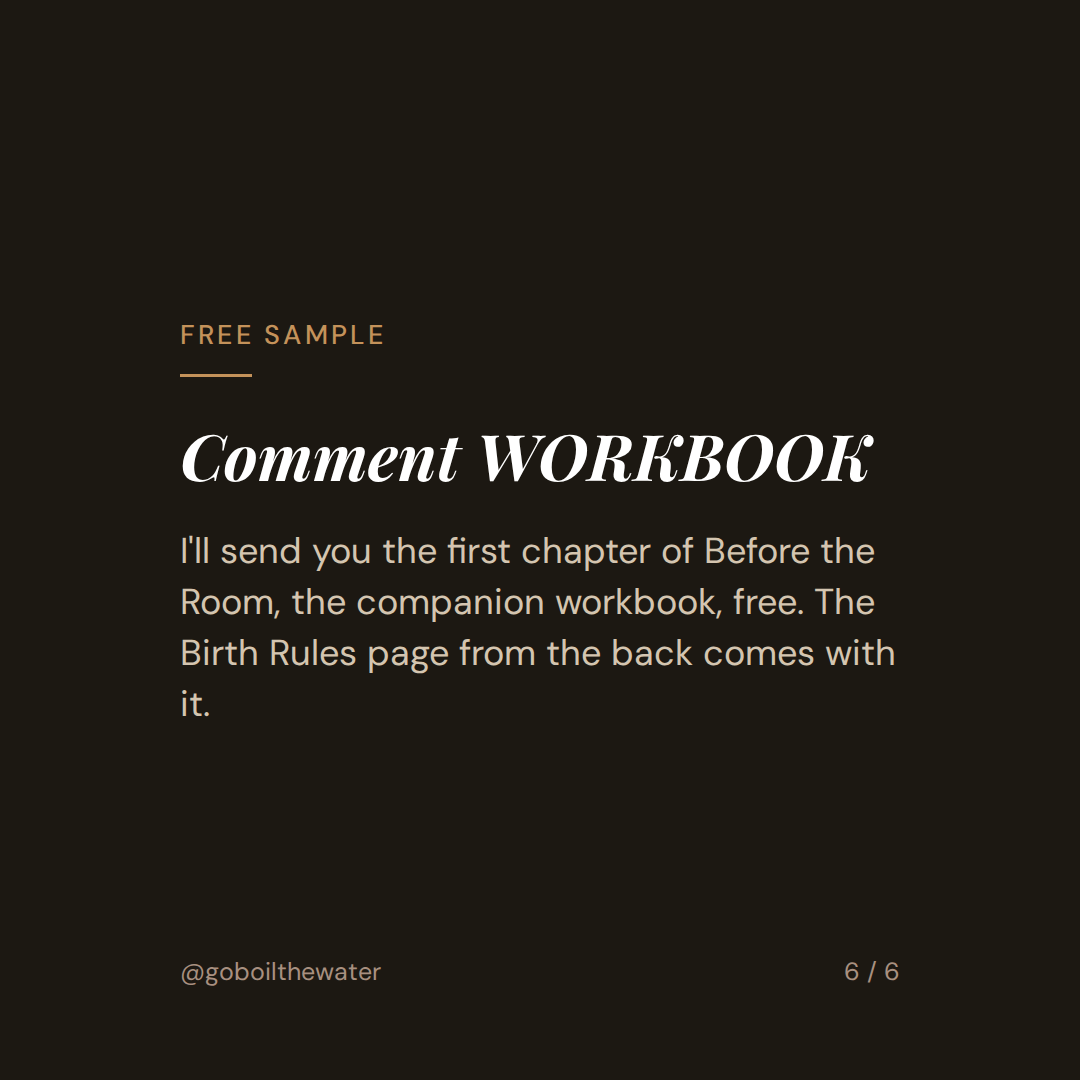 FREE SAMPLE
Comment WORKBOOK
I'll send you the first chapter of Before the
Room, the companion workbook, free. The
Birth Rules page from the back comes with
it.
@goboilthewater
6 / 6